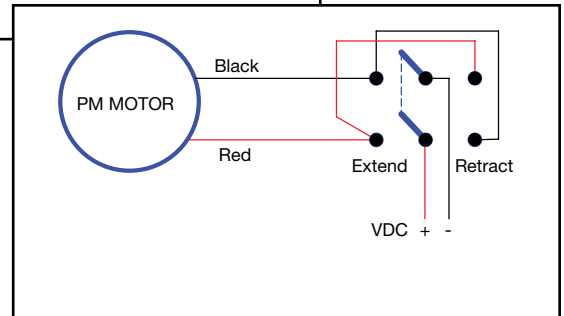 Black
PM MOTOR
Red
Extend
Retract
VDC + -